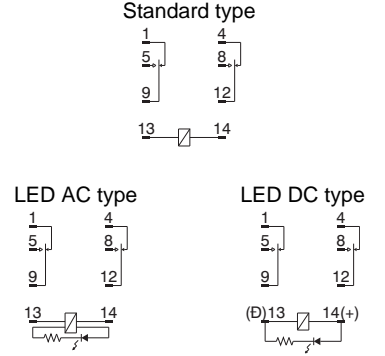 Standard type
1 4
5 8
9 12
13 14
LED AC type LED DC type
1 4 1 4
5 8 5 8
9 12 9 12
13 14 (Đ)13 14(+)